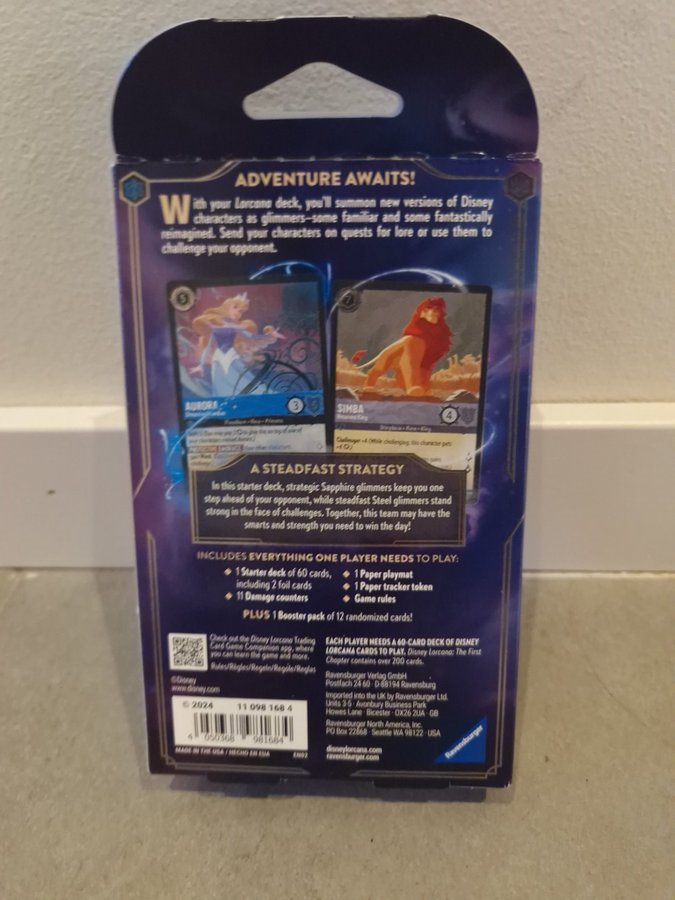 ADVENTURE AWAITS!
With your Lorcana deck, you'll summon new versions of Disney
characters as glimmers—some familiar and some fantastically
reimagined. Send your characters on quests for lore or use them to
challenge your opponent.
5
7
AURORA
3
SIMBA
4
Returning King
Storyborn • Hero • King
Challenger +4 (While challenging, this character gets
+4
A STEADFAST STRATEGY
In this starter deck, strategic Sapphire glimmers keep you one
step ahead of your opponent, while steadfast Steel glimmers stand
strong in the face of challenges. Together, this team may have the
smarts and strength you need to win the day!
INCLUDES EVERYTHING ONE PLAYER NEEDS TO PLAY:
1 Starter deck of 60 cards,
including 2 foil cards
11 Damage counters
1 Paper playmat
1 Paper tracker token
Game rules
PLUS 1 Booster pack of 12 randomized cards!
Check out the Disney Lorcana Trading
Card Game Companion app, where
you can learn the game and more.
Rules/Règles/Regeln/Regole/Reglas
©Disney
www.disney.com
© 2024 11 098 168 4
4 050368 981684
MADE IN THE USA / HECHO EN EUA EN02
EACH PLAYER NEEDS A 60-CARD DECK OF DISNEY
LORCANA CARDS TO PLAY. Disney Lorcana: The First
Chapter contains over 200 cards.
Ravensburger Verlag GmbH
Postfach 24 60 · D-88194 Ravensburg
Imported into the UK by Ravensburger Ltd.
Units 3-5 · Avonbury Business Park
Howes Lane · Bicester · OX26 2UA · GB
Ravensburger North America, Inc.
PO Box 22868 · Seattle WA 98122 · USA
disneylorcana.com
ravensburger.com
Ravensburger